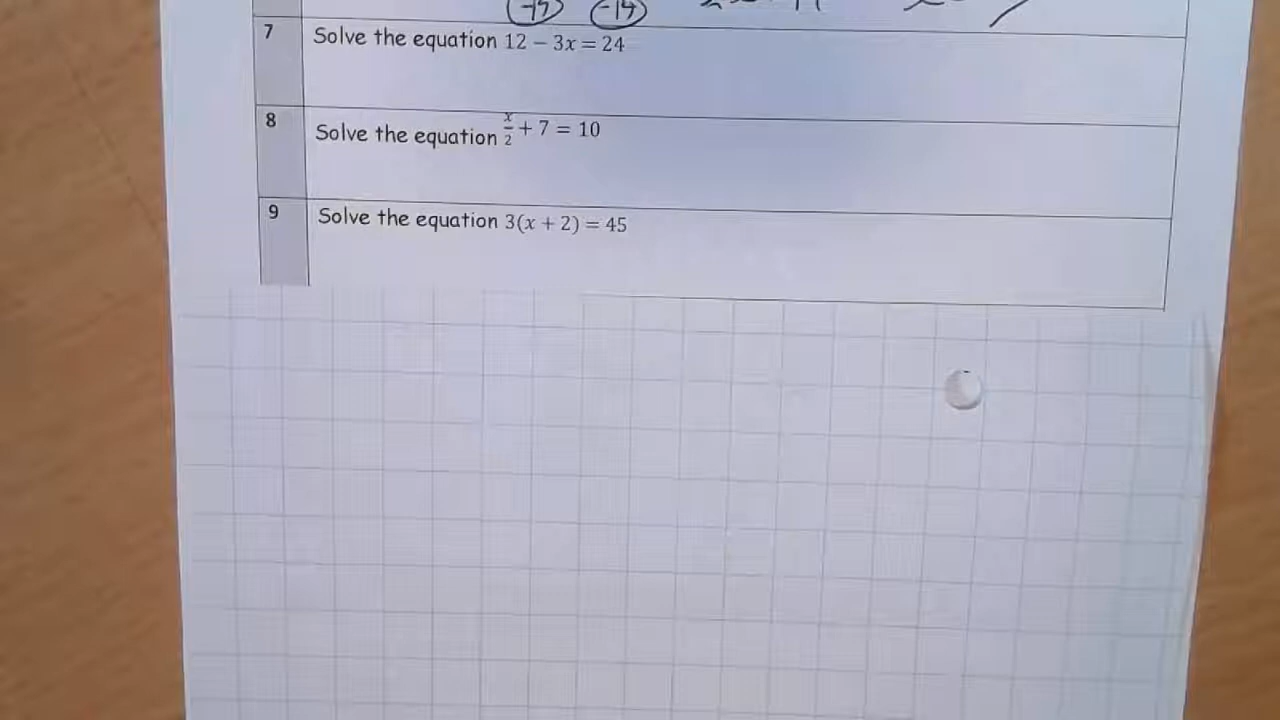 7 Solve the equation 12 − 3x = 24
8 Solve the equation x/2 + 7 = 10
9 Solve the equation 3(x + 2) = 45